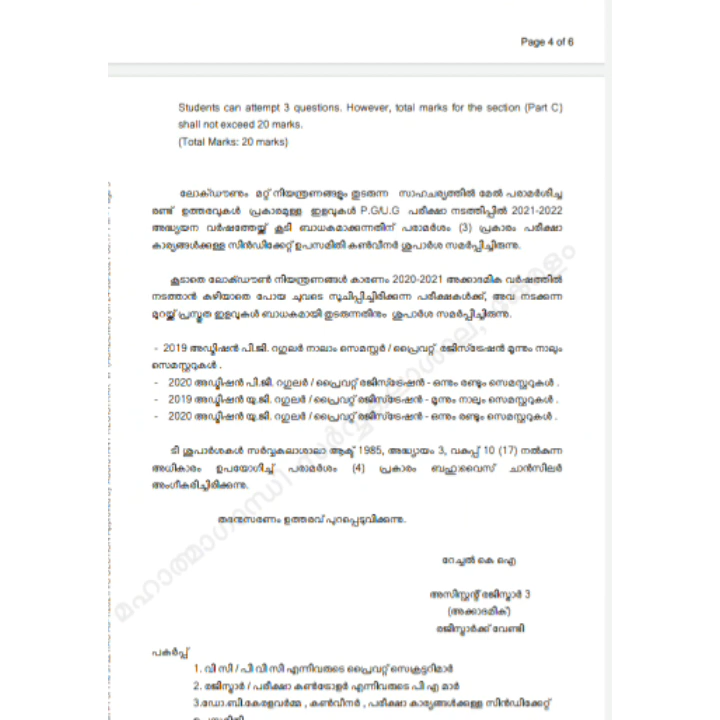 Page 4 of 6
Students can attempt 3 questions. However, total marks for the section (Part C)
shall not exceed 20 marks.
(Total Marks: 20 marks)
ലോക്ഡൗണും മറ്റ് നിയന്ത്രണങ്ങളും തുടരുന്ന സാഹചര്യത്തിൽ മേൽ പരാമർശിച്ച
രണ്ട് ഉത്തരവുകൾ പ്രകാരമുള്ള ഇളവുകൾ P.G/U.G പരീക്ഷാ നടത്തിപ്പിൽ 2021-2022
അദ്ധ്യയന വർഷത്തേയ്ക്ക് കൂടി ബാധകമാക്കുന്നതിന് പരാമർശം (3) പ്രകാരം പരീക്ഷാ
കാര്യങ്ങൾക്കുള്ള സിൻഡിക്കേറ്റ് ഉപസമിതി കൺവീനർ ശുപാർശ സമർപ്പിച്ചിരുന്നു.
കൂടാതെ ലോക്ഡൗൺ നിയന്ത്രണങ്ങൾ കാരണം 2020-2021 അക്കാദമിക വർഷത്തിൽ
നടത്താൻ കഴിയാതെ പോയ ചുവടെ സൂചിപ്പിച്ചിരിക്കുന്ന പരീക്ഷകൾക്ക്, അവ നടക്കുന്ന
മുറയ്ക്ക് പ്രസ്തുത ഇളവുകൾ ബാധകമായി തുടരുന്നതിനും ശുപാർശ സമർപ്പിച്ചിരുന്നു.
- 2019 അഡ്മിഷൻ പി.ജി. റഗുലർ നാലാം സെമസ്റ്റർ / പ്രൈവറ്റ് രജിസ്ട്രേഷൻ മൂന്നും നാലും
സെമസ്റ്ററുകൾ .
- 2020 അഡ്മിഷൻ പി.ജി. റഗുലർ / പ്രൈവറ്റ് രജിസ്ട്രേഷൻ - ഒന്നും രണ്ടും സെമസ്റ്ററുകൾ .
- 2019 അഡ്മിഷൻ യു.ജി. റഗുലർ / പ്രൈവറ്റ് രജിസ്ട്രേഷൻ - മൂന്നും നാലും സെമസ്റ്ററുകൾ .
- 2020 അഡ്മിഷൻ യു.ജി. റഗുലർ / പ്രൈവറ്റ് രജിസ്ട്രേഷൻ - ഒന്നും രണ്ടും സെമസ്റ്ററുകൾ .
ടി ശുപാർശകൾ സർവ്വകലാശാലാ ആക്ട് 1985, അദ്ധ്യായം 3, വകുപ്പ് 10 (17) നൽകുന്ന
അധികാരം ഉപയോഗിച്ച് പരാമർശം (4) പ്രകാരം ബഹു.വൈസ് ചാൻസിലർ
അംഗീകരിച്ചിരിക്കുന്നു.
തദനുസരണം ഉത്തരവ് പുറപ്പെടുവിക്കുന്നു.
റേച്ചൽ കെ ഐ
അസിസ്റ്റന്റ് രജിസ്ട്രാർ 3
(അക്കാദമിക്)
രജിസ്ട്രാർക്ക് വേണ്ടി
പകർപ്പ്
1. വി സി / പി വി സി എന്നിവരുടെ പ്രൈവറ്റ് സെക്രട്ടറിമാർ
2. രജിസ്ട്രാർ / പരീക്ഷാ കൺട്രോളർ എന്നിവരുടെ പി എ മാർ
3.ഡോ.ബി.കേരളവർമ്മ , കൺവീനർ , പരീക്ഷാ കാര്യങ്ങൾക്കുള്ള സിൻഡിക്കേറ്റ്
മഹാത്മാഗാന്ധി സർവ്വകലാശാല, കേരളം